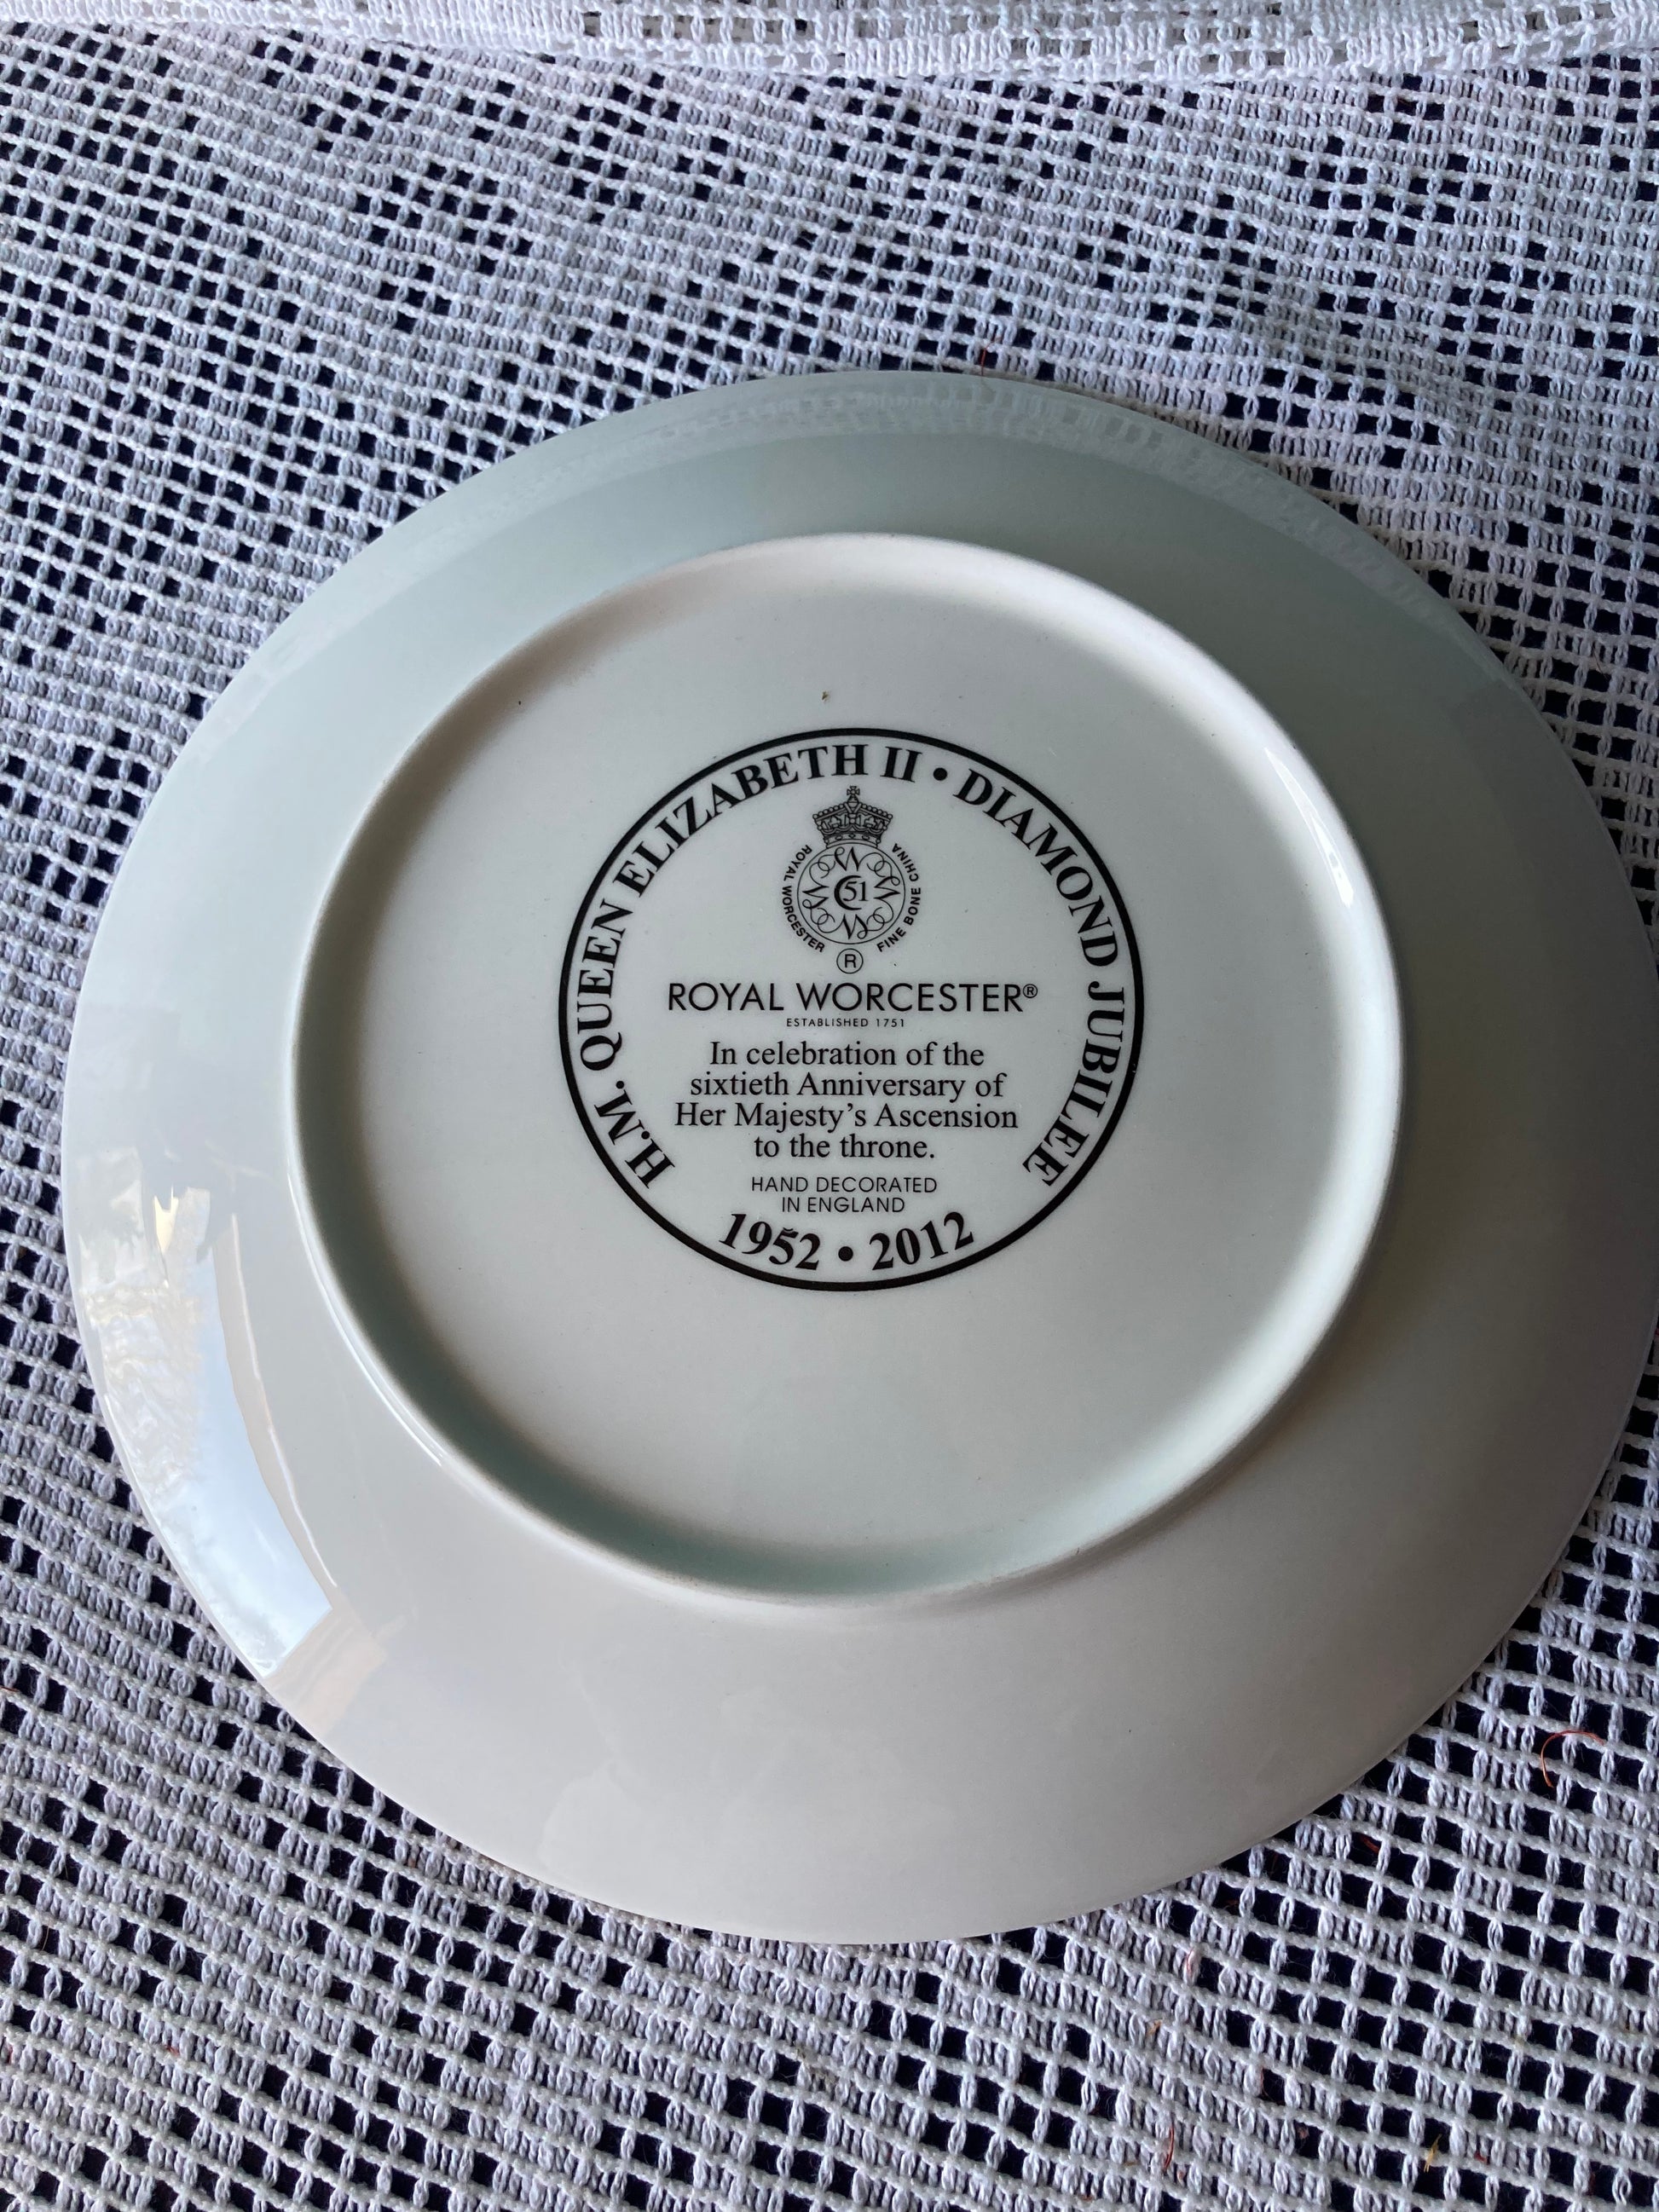 H.M. QUEEN ELIZABETH II • DIAMOND JUBILEE
ROYAL WORCESTER
FINE BONE CHINA
51
®
ROYAL WORCESTER®
ESTABLISHED 1751
In celebration of the
sixtieth Anniversary of
Her Majesty's Ascension
to the throne.
HAND DECORATED
IN ENGLAND
1952 • 2012